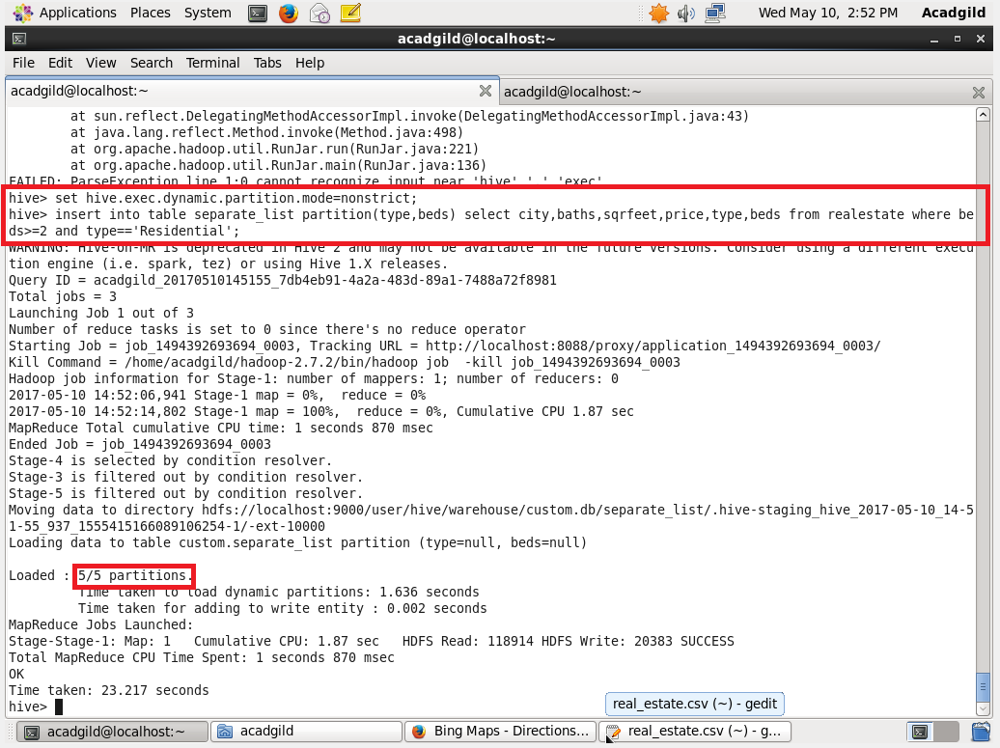 Applications Places System Wed May 10, 2:52 PM Acadgild
acadgild@localhost:~
File Edit View Search Terminal Tabs Help
acadgild@localhost:~ acadgild@localhost:~
at sun.reflect.DelegatingMethodAccessorImpl.invoke(DelegatingMethodAccessorImpl.java:43)
at java.lang.reflect.Method.invoke(Method.java:498)
at org.apache.hadoop.util.RunJar.run(RunJar.java:221)
at org.apache.hadoop.util.RunJar.main(RunJar.java:136)
FAILED: ParseException line 1:0 cannot recognize input near 'hive' '.' 'exec'
hive> set hive.exec.dynamic.partition.mode=nonstrict;
hive> insert into table separate_list partition(type,beds) select city,baths,sqrfeet,price,type,beds from realestate where be
ds>=2 and type=='Residential';
WARNING: Hive-on-MR is deprecated in Hive 2 and may not be available in the future versions. Consider using a different execu
tion engine (i.e. spark, tez) or using Hive 1.X releases.
Query ID = acadgild_20170510145155_7db4eb91-4a2a-483d-89a1-7488a72f8981
Total jobs = 3
Launching Job 1 out of 3
Number of reduce tasks is set to 0 since there's no reduce operator
Starting Job = job_1494392693694_0003, Tracking URL = http://localhost:8088/proxy/application_1494392693694_0003/
Kill Command = /home/acadgild/hadoop-2.7.2/bin/hadoop job  -kill job_1494392693694_0003
Hadoop job information for Stage-1: number of mappers: 1; number of reducers: 0
2017-05-10 14:52:06,941 Stage-1 map = 0%,  reduce = 0%
2017-05-10 14:52:14,802 Stage-1 map = 100%,  reduce = 0%, Cumulative CPU 1.87 sec
MapReduce Total cumulative CPU time: 1 seconds 870 msec
Ended Job = job_1494392693694_0003
Stage-4 is selected by condition resolver.
Stage-3 is filtered out by condition resolver.
Stage-5 is filtered out by condition resolver.
Moving data to directory hdfs://localhost:9000/user/hive/warehouse/custom.db/separate_list/.hive-staging_hive_2017-05-10_14-5
1-55_937_1555415166089106254-1/-ext-10000
Loading data to table custom.separate_list partition (type=null, beds=null)
Loaded : 5/5 partitions.
Time taken to load dynamic partitions: 1.636 seconds
Time taken for adding to write entity : 0.002 seconds
MapReduce Jobs Launched:
Stage-Stage-1: Map: 1   Cumulative CPU: 1.87 sec   HDFS Read: 118914 HDFS Write: 20383 SUCCESS
Total MapReduce CPU Time Spent: 1 seconds 870 msec
OK
Time taken: 23.217 seconds
hive>
real_estate.csv (~) - gedit
acadgild@localhost:~ acadgild Bing Maps - Directions... real_estate.csv (~) - g...